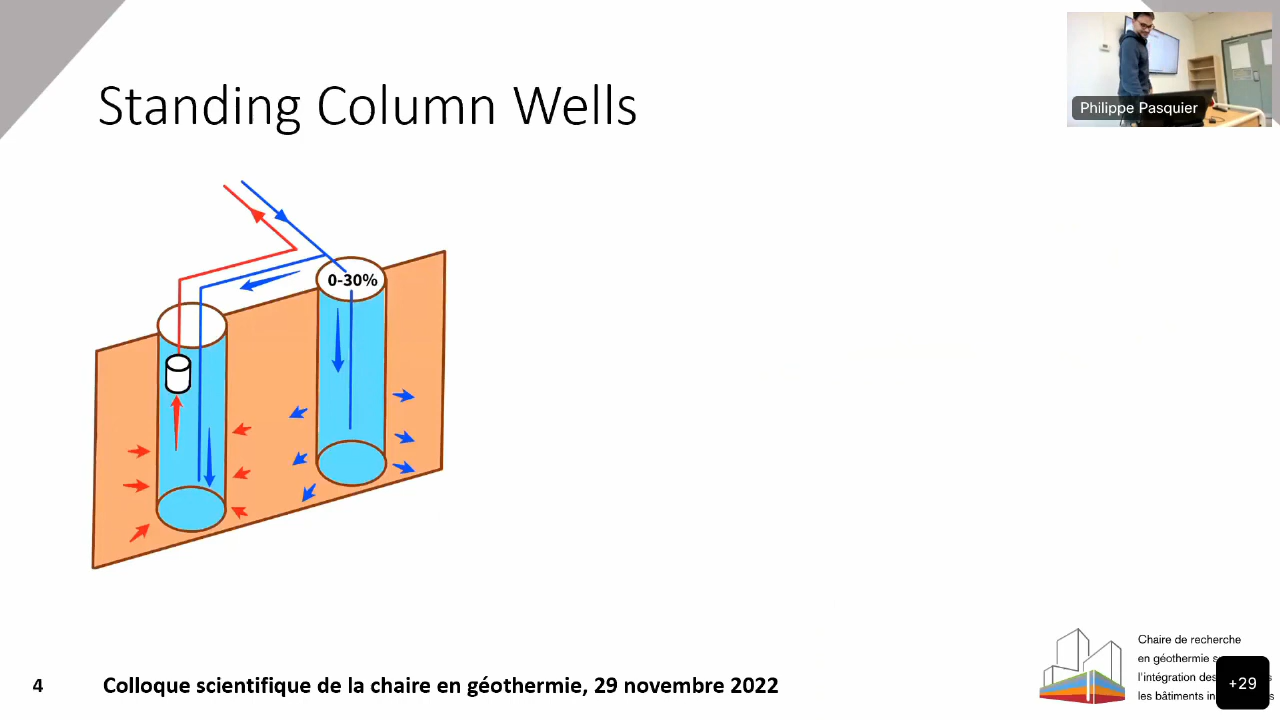 Standing Column Wells
Philippe Pasquier
0-30%
4
Colloque scientifique de la chaire en géothermie, 29 novembre 2022
Chaire de recherche
en géothermie
l'intégration des
les bâtiments
+29